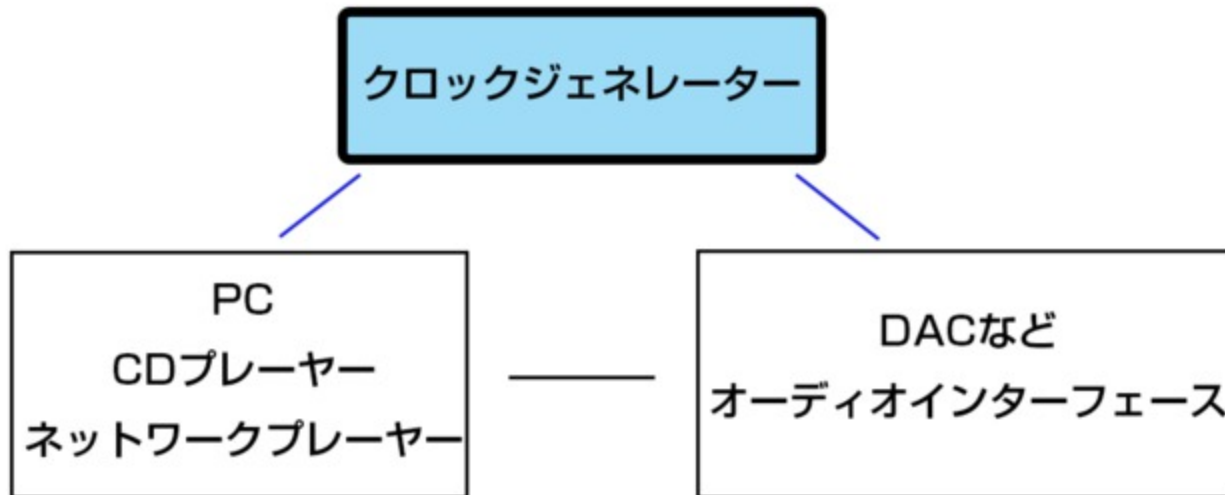 クロックジェネレーター
PC
CDプレーヤー
ネットワークプレーヤー
DACなど
オーディオインターフェース